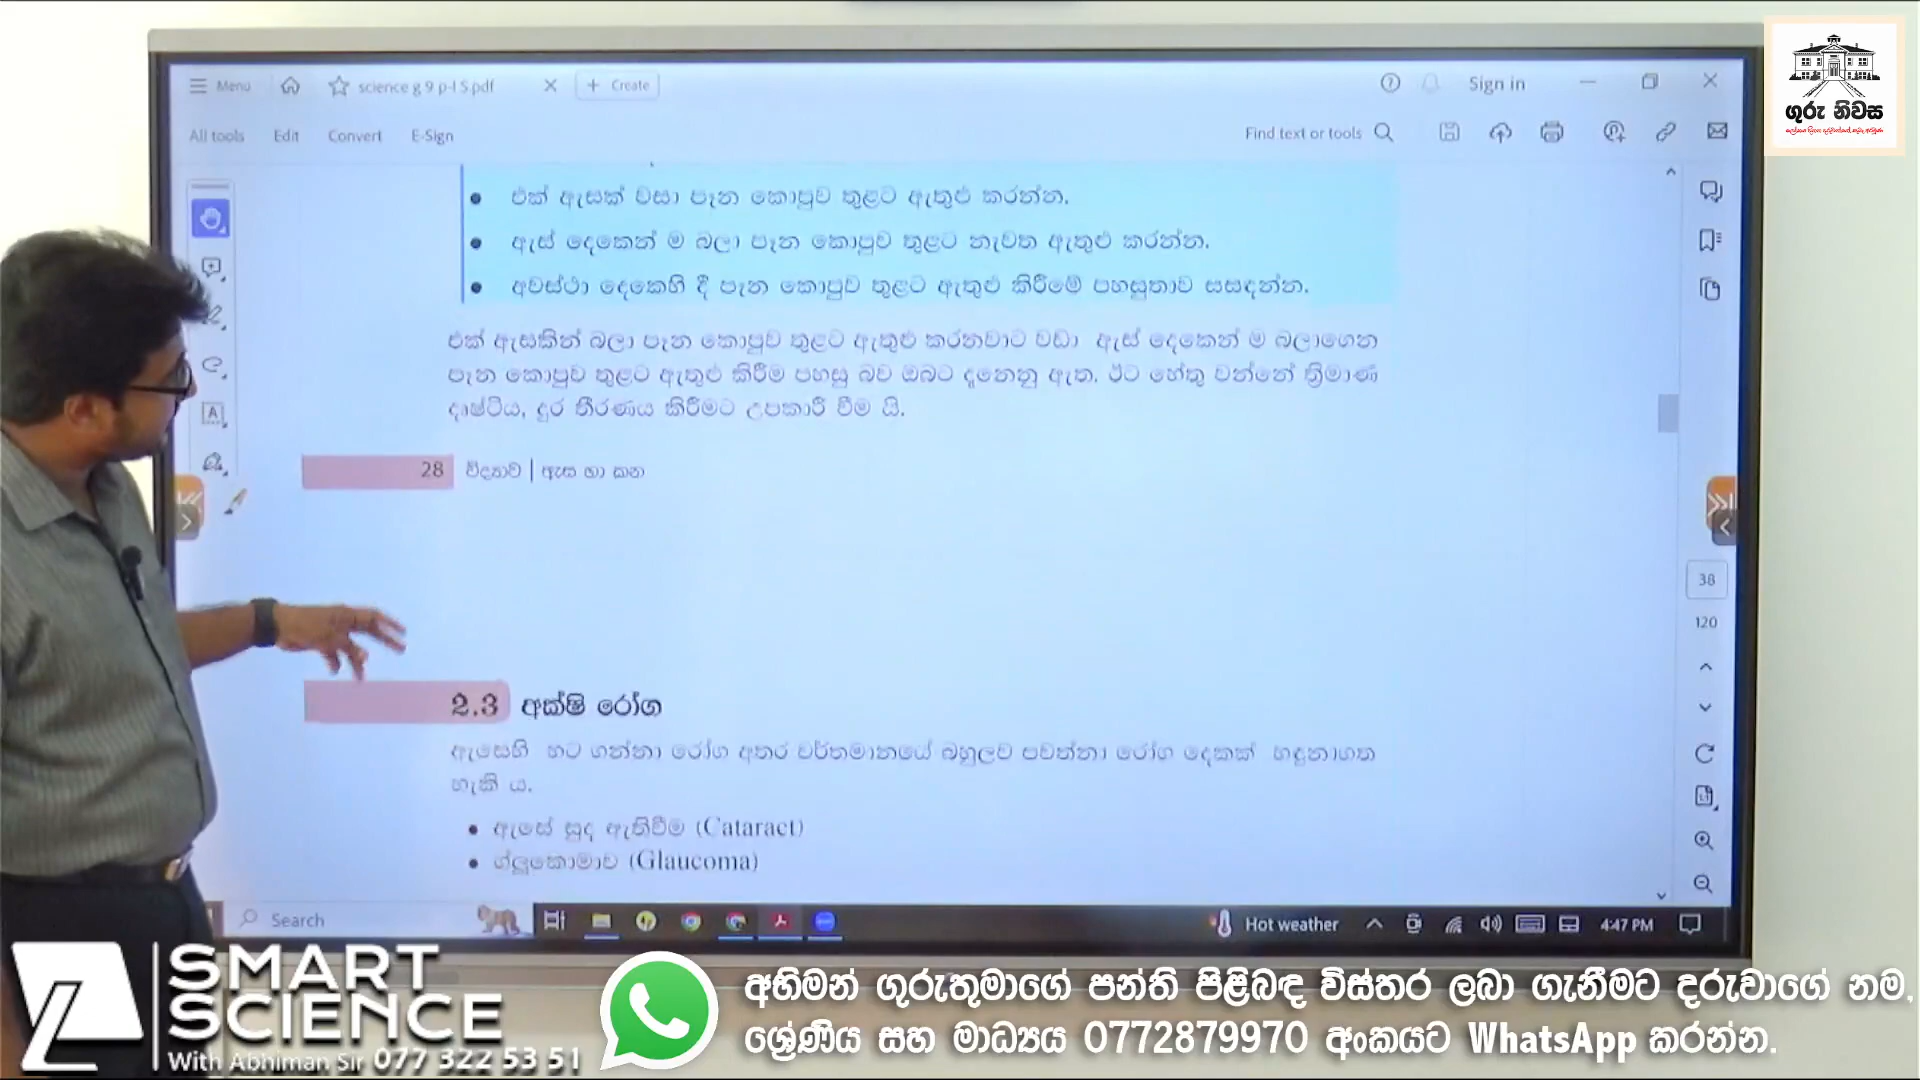 Menu
science g 9 p-I S.pdf
Create
Sign in
ගුරු නිවස
All tools
Edit
Convert
E-Sign
Find text or tools
එක් ඇසක් වසා පෑන කොපුව තුළට ඇතුළු කරන්න.
ඇස් දෙකෙන් ම බලා පෑන කොපුව තුළට නැවත ඇතුළු කරන්න.
අවස්ථා දෙකෙහි දී පෑන කොපුව තුළට ඇතුළු කිරීමේ පහසුතාව සසඳන්න.
එක් ඇසකින් බලා පෑන කොපුව තුළට ඇතුළු කරනවාට වඩා ඇස් දෙකෙන් ම බලාගෙන
පෑන කොපුව තුළට ඇතුළු කිරීම පහසු බව ඔබට දැනෙනු ඇත. ඊට හේතු වන්නේ ත්‍රිමාණ
දෘෂ්ටිය, දුර තීරණය කිරීමට උපකාරී වීම යි.
28 විද්‍යාව | ඇස හා කන
38
120
2.3 අක්ෂි රෝග
ඇසෙහි හට ගන්නා රෝග අතර වර්තමානයේ බහුලව පවත්නා රෝග දෙකක් හඳුනාගත
හැකි ය.
ඇසේ සුද ඇතිවීම (Cataract)
ග්ලුකොමාව (Glaucoma)
Search
Hot weather
4:47 PM
SMART
SCIENCE
With Abhiman Sir 077 322 53 51
අභිමන් ගුරුතුමාගේ පන්ති පිළිබඳ විස්තර ලබා ගැනීමට දරුවාගේ නම,
ශ්‍රේණිය සහ මාධ්‍යය 0772879970 අංකයට WhatsApp කරන්න.